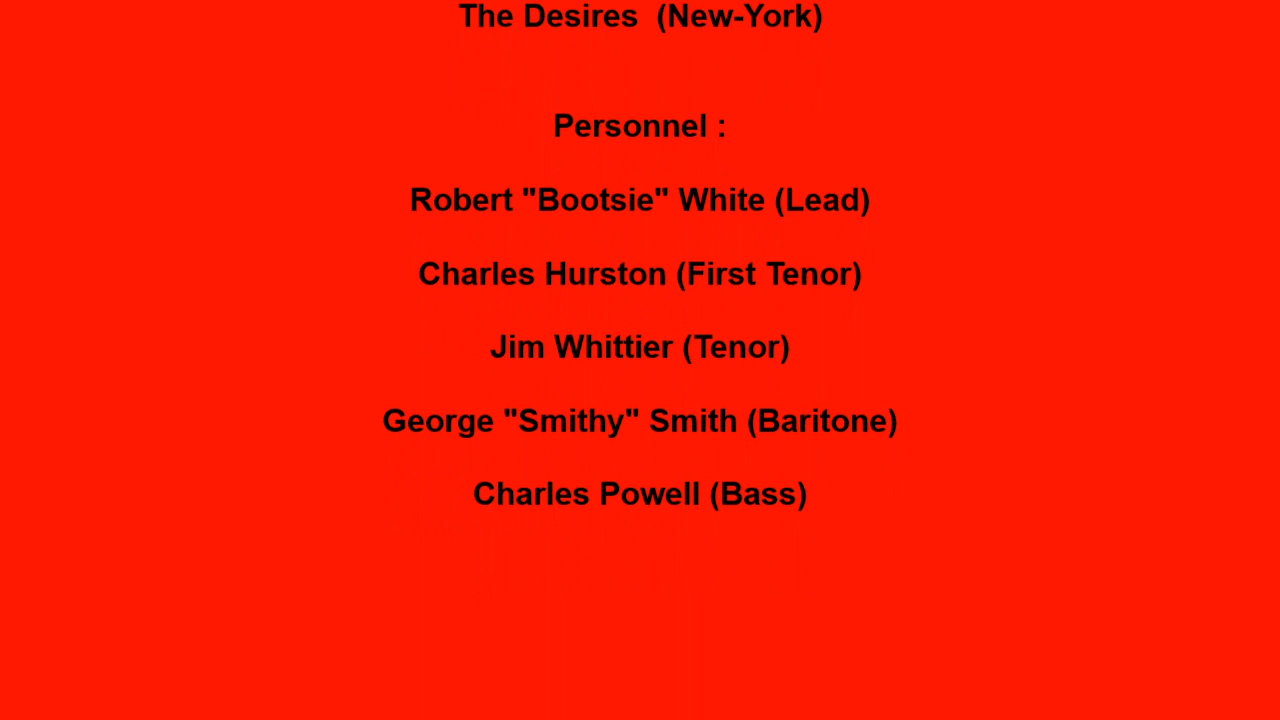 The Desires  (New-York)
Personnel :
Robert "Bootsie" White (Lead)
Charles Hurston (First Tenor)
Jim Whittier (Tenor)
George "Smithy" Smith (Baritone)
Charles Powell (Bass)